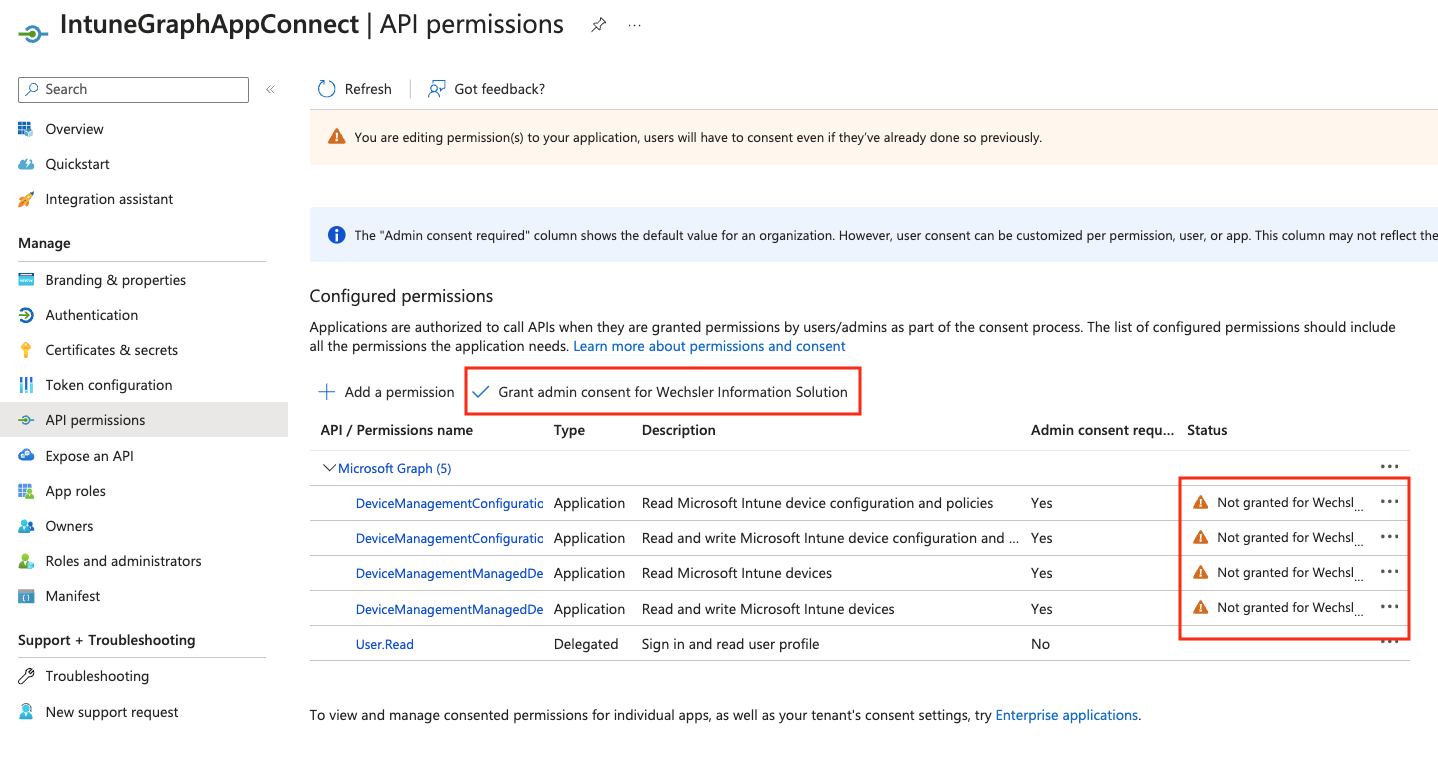 IntuneGraphAppConnect | API permissions
Search
Refresh
Got feedback?
Overview
Quickstart
Integration assistant
Manage
Branding & properties
Authentication
Certificates & secrets
Token configuration
API permissions
Expose an API
App roles
Owners
Roles and administrators
Manifest
Support + Troubleshooting
Troubleshooting
New support request
You are editing permission(s) to your application, users will have to consent even if they've already done so previously.
The "Admin consent required" column shows the default value for an organization. However, user consent can be customized per permission, user, or app. This column may not reflect the
Configured permissions
Applications are authorized to call APIs when they are granted permissions by users/admins as part of the consent process. The list of configured permissions should include
all the permissions the application needs. Learn more about permissions and consent
Add a permission
Grant admin consent for Wechsler Information Solution
API / Permissions name Type Description Admin consent requ... Status
Microsoft Graph (5)
DeviceManagementConfiguratic Application Read Microsoft Intune device configuration and policies Yes Not granted for Wechsl...
DeviceManagementConfiguratic Application Read and write Microsoft Intune device configuration and ... Yes Not granted for Wechsl...
DeviceManagementManagedDe Application Read Microsoft Intune devices Yes Not granted for Wechsl...
DeviceManagementManagedDe Application Read and write Microsoft Intune devices Yes Not granted for Wechsl...
User.Read Delegated Sign in and read user profile No
To view and manage consented permissions for individual apps, as well as your tenant's consent settings, try Enterprise applications.